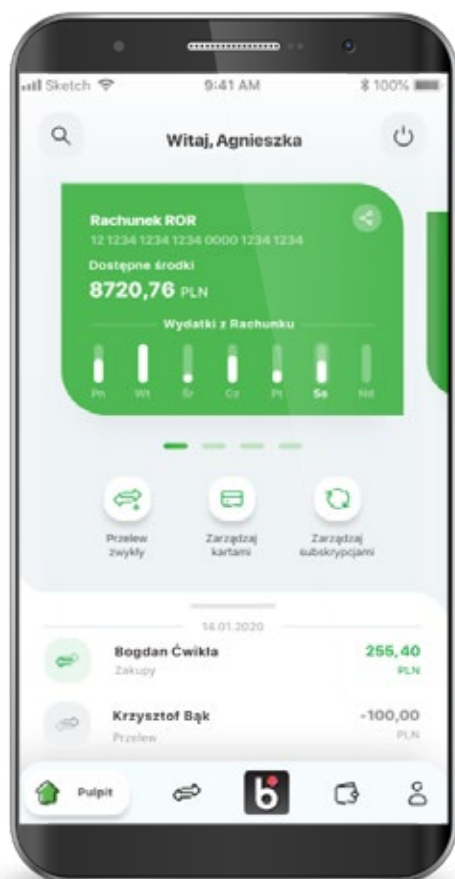 Sketch 9:41 AM 100%
Witaj, Agnieszka
Rachunek ROR
12 1234 1234 1234 0000 1234 1234
Dostępne środki
8720,76 PLN
Wydatki z Rachunku
Pn Wt Śr Cz Pt So Nd
Przelew zwykły
Zarządzaj kartami
Zarządzaj subskrypcjami
14.01.2020
Bogdan Ćwikła 255,40
Zakupy PLN
Krzysztof Bąk -100,00
Przelew PLN
Pulpit b